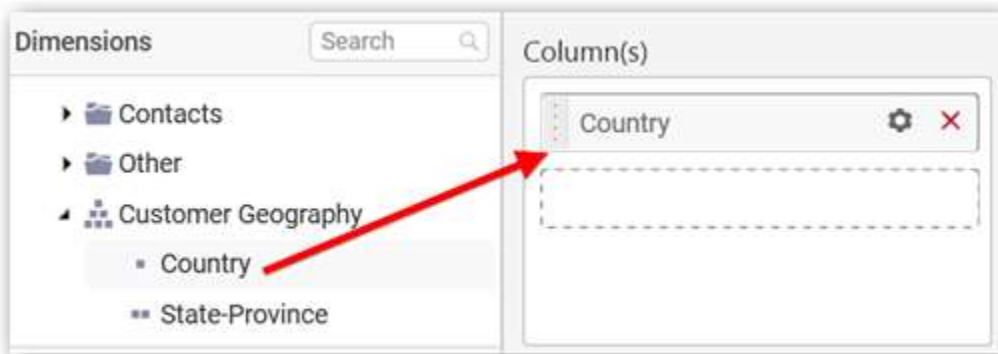 Dimensions
Search
Contacts
Other
Customer Geography
Country
State-Province
Column(s)
Country